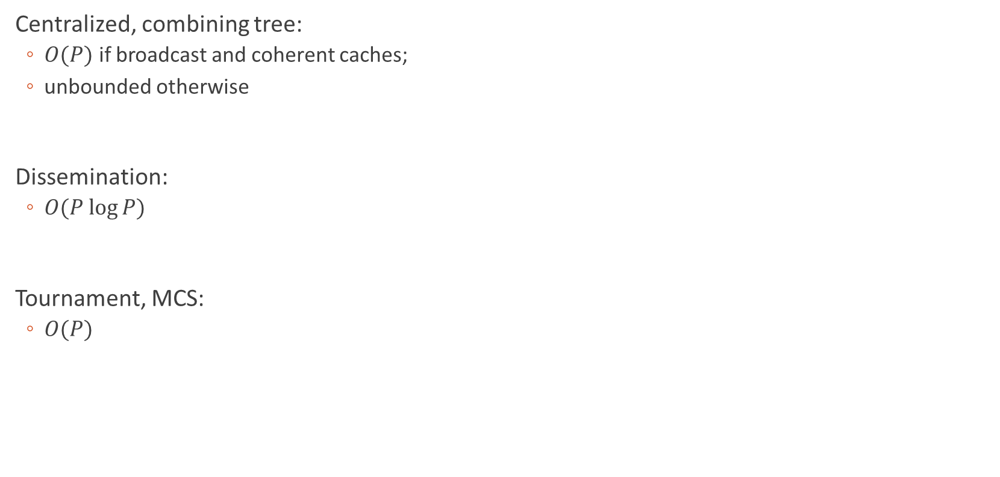 Centralized, combining tree:
◦ O(P) if broadcast and coherent caches;
◦ unbounded otherwise
Dissemination:
◦ O(P log P)
Tournament, MCS:
◦ O(P)